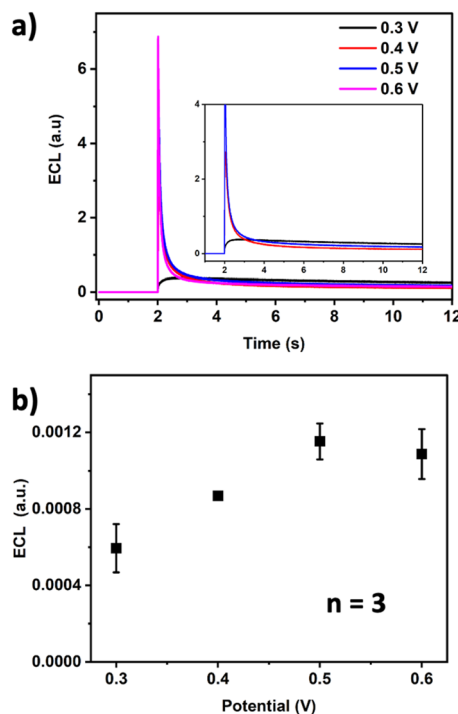 a)
0.3 V
0.4 V
0.5 V
0.6 V
ECL (a.u)
6
4
2
0
4
2
0
2 4 6 8 10 12
0 2 4 6 8 10 12
Time (s)
b)
ECL (a.u.)
0.0012
0.0008
0.0004
0.0000
n = 3
0.3 0.4 0.5 0.6
Potential (V)